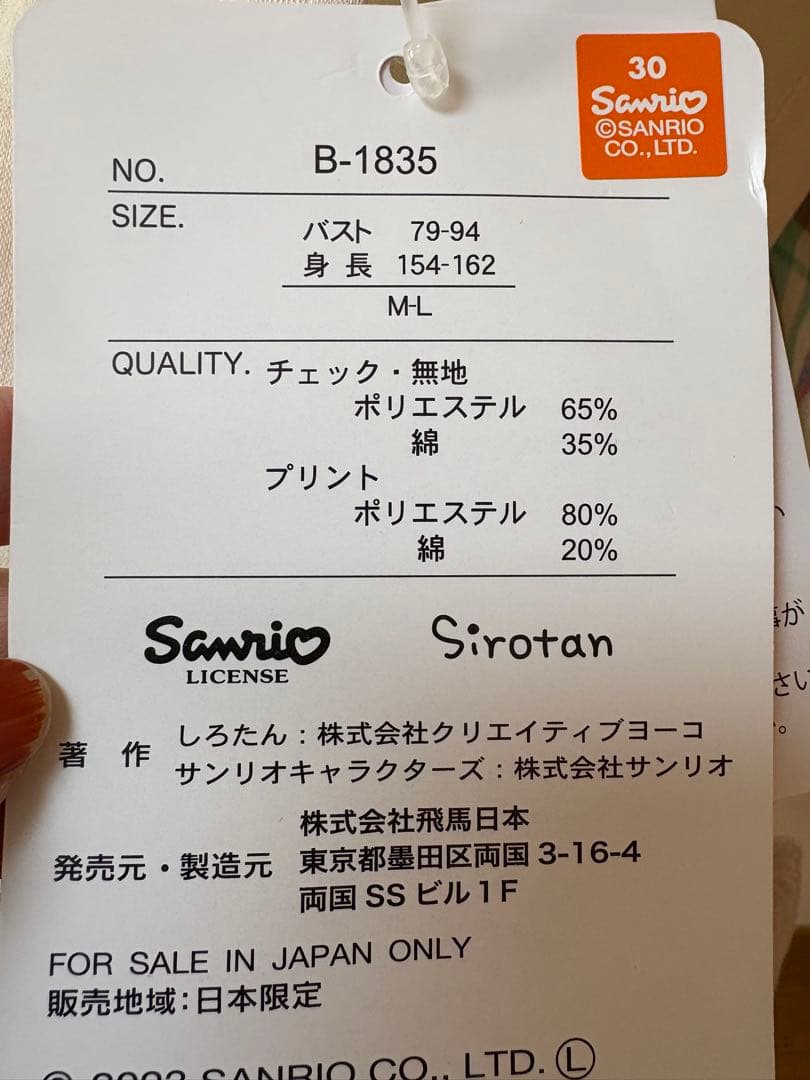 30
Sanrio
©SANRIO
CO.,LTD.
NO. B-1835
SIZE. バスト 79-94
身 長 154-162
M-L
QUALITY. チェック・無地
ポリエステル 65%
綿 35%
プリント
ポリエステル 80%
綿 20%
Sanrio
LICENSE
Sirotan
著 作 しろたん：株式会社クリエイティブヨーコ
サンリオキャラクターズ：株式会社サンリオ
発売元・製造元 株式会社飛馬日本
東京都墨田区両国 3-16-4
両国 SS ビル 1 F
FOR SALE IN JAPAN ONLY
販売地域：日本限定
SANRIO CO., LTD. Ⓛ
が
さい